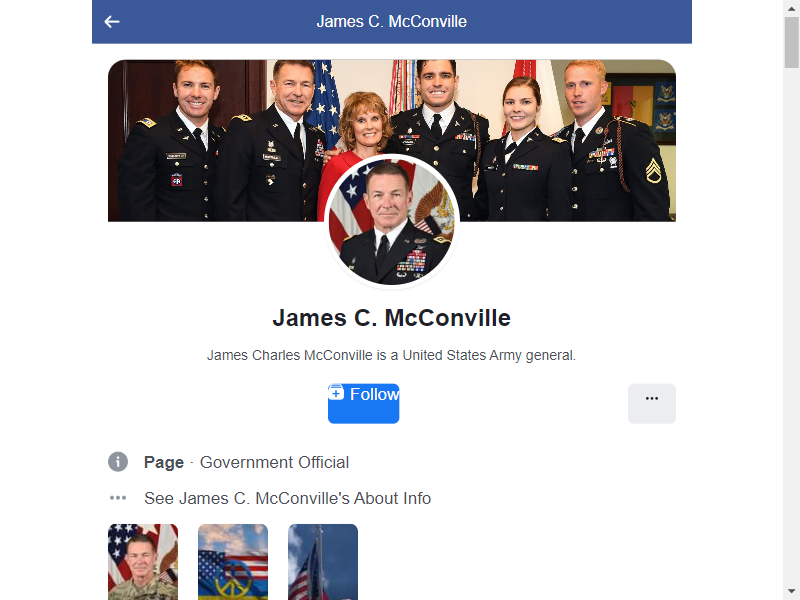 James C. McConville
James C. McConville
James Charles McConville is a United States Army general.
Follow
...
Page · Government Official
See James C. McConville's About Info